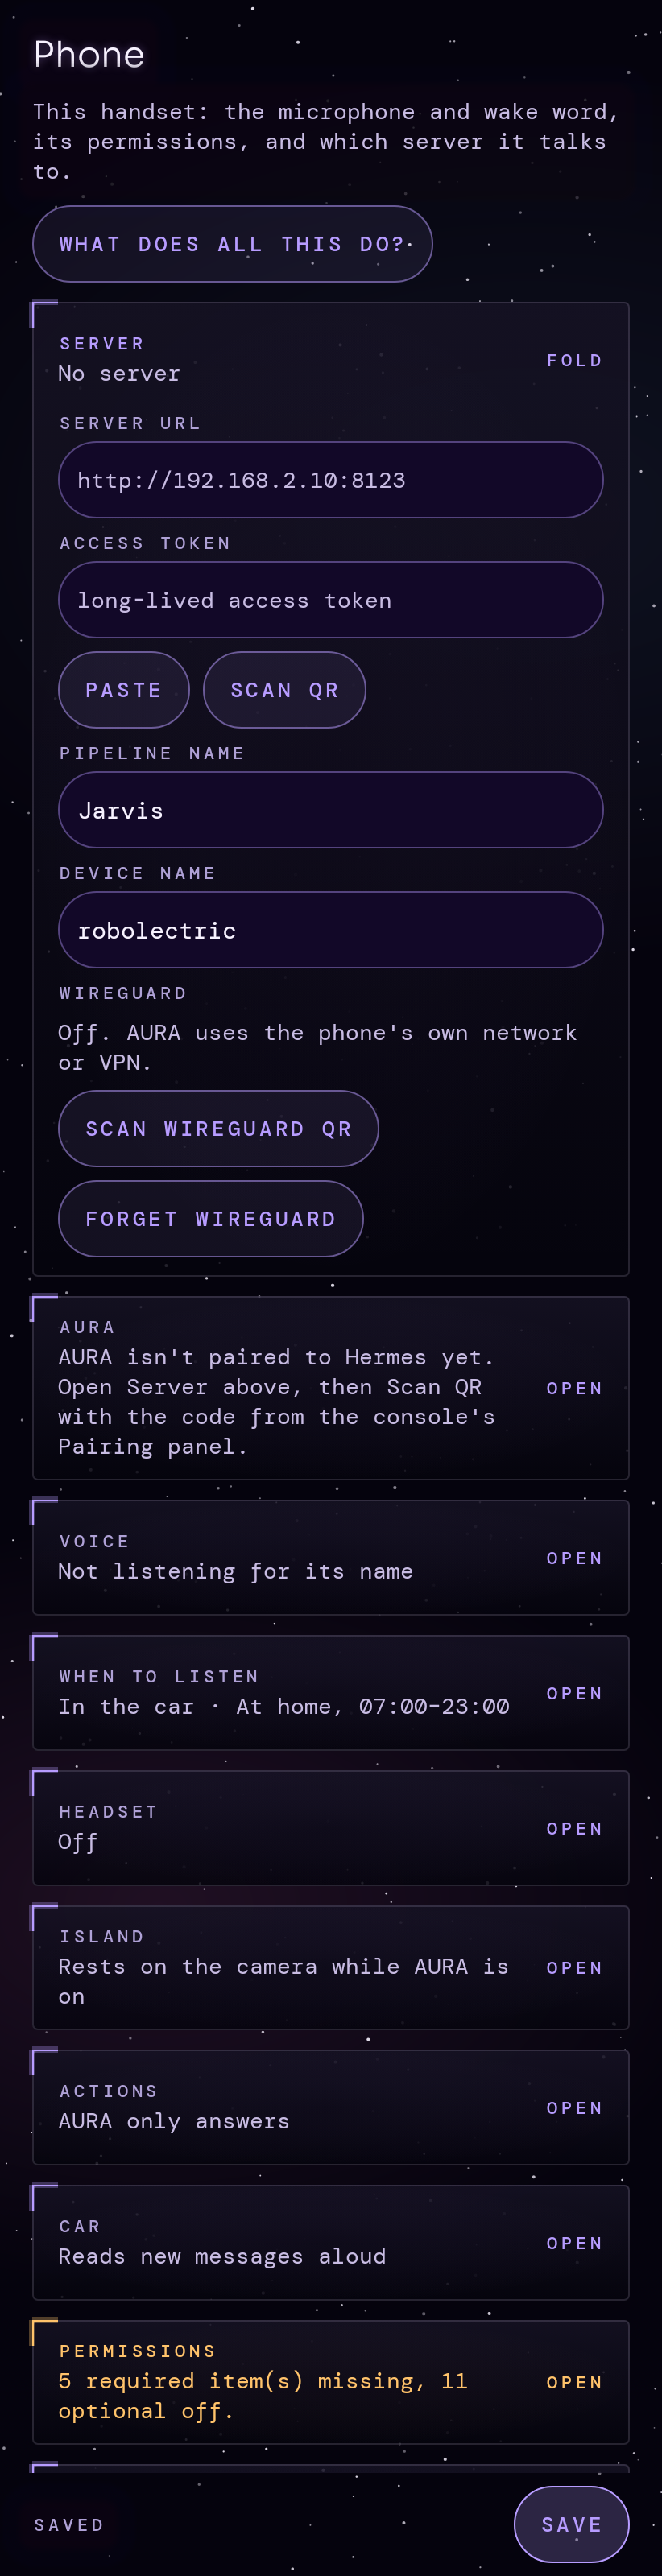 Phone
This handset: the microphone and wake word,
its permissions, and which server it talks
to.
WHAT DOES ALL THIS DO?
SERVER
No server
FOLD
SERVER URL
http://192.168.2.10:8123
ACCESS TOKEN
long-lived access token
PASTE
SCAN QR
PIPELINE NAME
Jarvis
DEVICE NAME
robolectric
WIREGUARD
Off. AURA uses the phone's own network
or VPN.
SCAN WIREGUARD QR
FORGET WIREGUARD
AURA
AURA isn't paired to Hermes yet.
Open Server above, then Scan QR
with the code from the console's
Pairing panel.
OPEN
VOICE
Not listening for its name
OPEN
WHEN TO LISTEN
In the car · At home, 07:00–23:00
OPEN
HEADSET
Off
OPEN
ISLAND
Rests on the camera while AURA is
on
OPEN
ACTIONS
AURA only answers
OPEN
CAR
Reads new messages aloud
OPEN
PERMISSIONS
5 required item(s) missing, 11
optional off.
OPEN
SAVED
SAVE